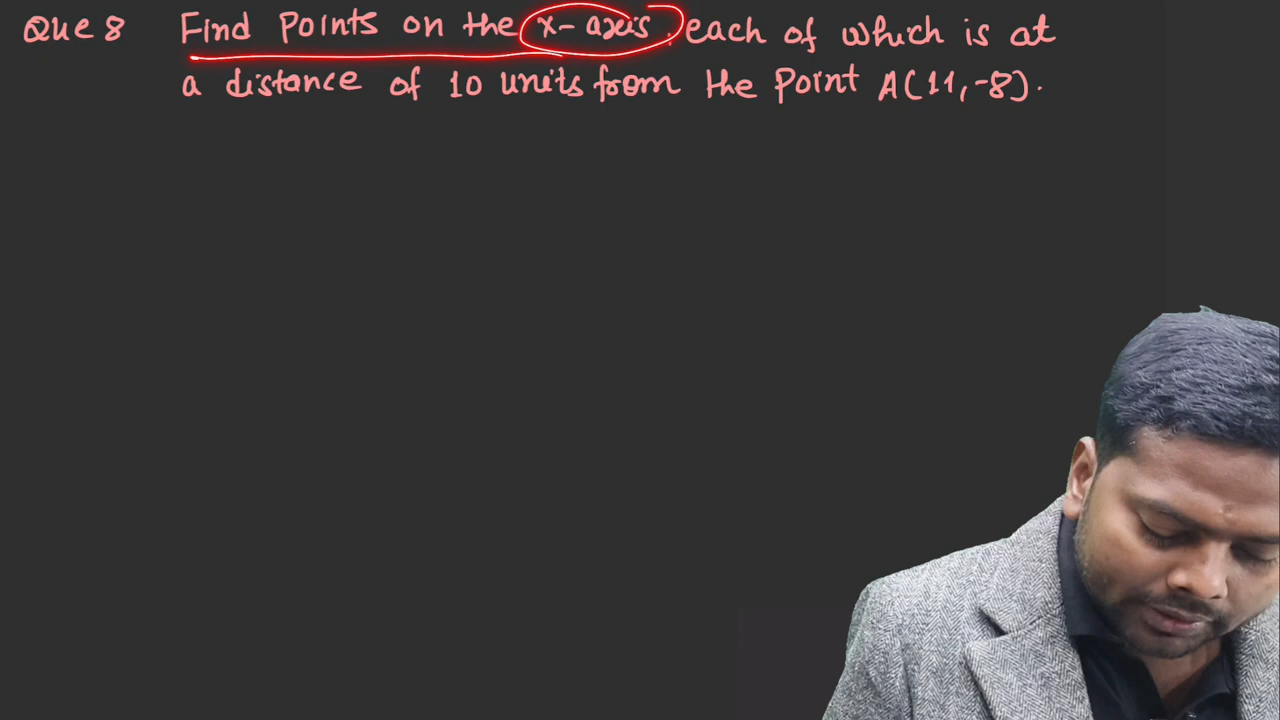 Que 8 Find Points on the x-axis, each of which is at
a distance of 10 units from the Point A(11,-8).